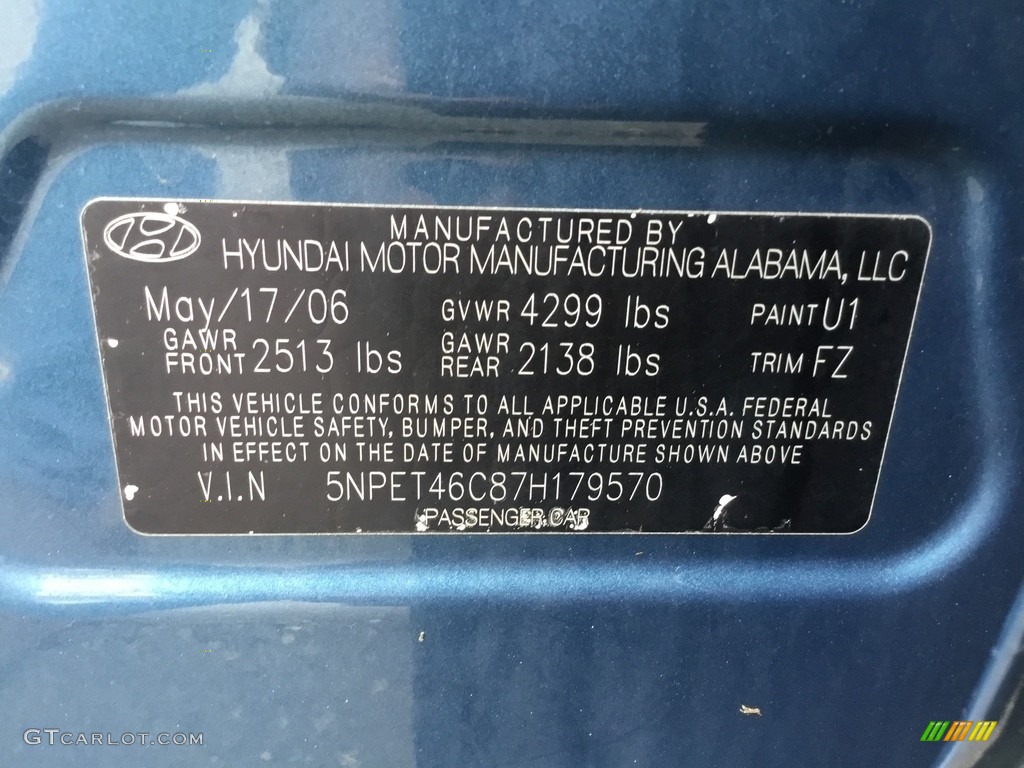 MANUFACTURED BY
HYUNDAI MOTOR MANUFACTURING ALABAMA, LLC
May/17/06 GVWR 4299 lbs PAINT U1
GAWR FRONT 2513 lbs GAWR REAR 2138 lbs TRIM FZ
THIS VEHICLE CONFORMS TO ALL APPLICABLE U.S.A. FEDERAL
MOTOR VEHICLE SAFETY, BUMPER, AND THEFT PREVENTION STANDARDS
IN EFFECT ON THE DATE OF MANUFACTURE SHOWN ABOVE
V.I.N 5NPET46C87H179570
PASSENGER CAR
GTCARLOT.COM